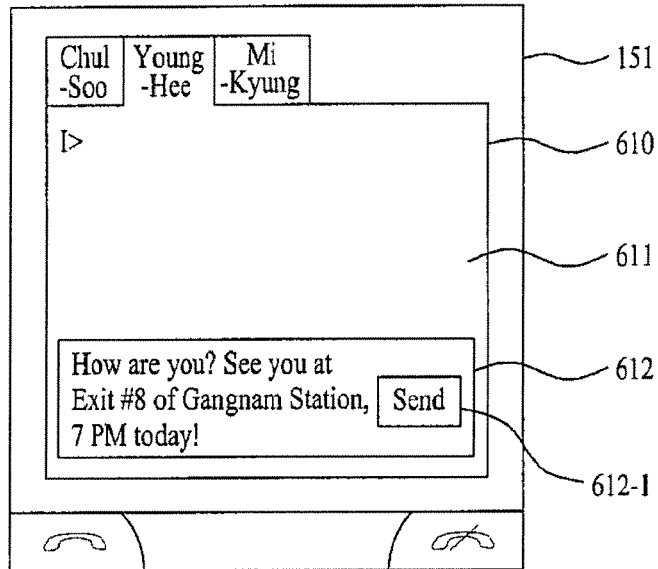 Chul
-Soo
Young
-Hee
Mi
-Kyung
151
I>
610
611
How are you? See you at
Exit #8 of Gangnam Station,
7 PM today!
Send
612
612-1